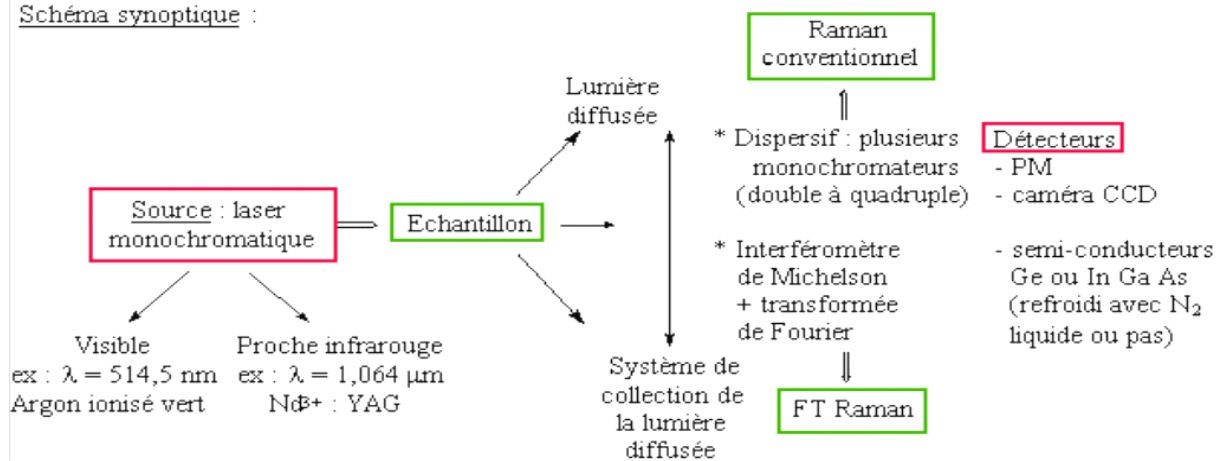 Schéma synoptique :
Raman
conventionnel
Lumière
diffusée
* Dispersif : plusieurs
monochromateurs
(double à quadruple)
Détecteurs
- PM
- caméra CCD
Source : laser
monochromatique
Echantillon
* Interféromètre
de Michelson
+ transformée
de Fourier
- semi-conducteurs
Ge ou In Ga As
(refroidi avec N₂
liquide ou pas)
Visible
ex : λ = 514,5 nm
Argon ionisé vert
Proche infrarouge
ex : λ = 1,064 µm
Nd3+ : YAG
Système de
collection de
la lumière
diffusée
FT Raman